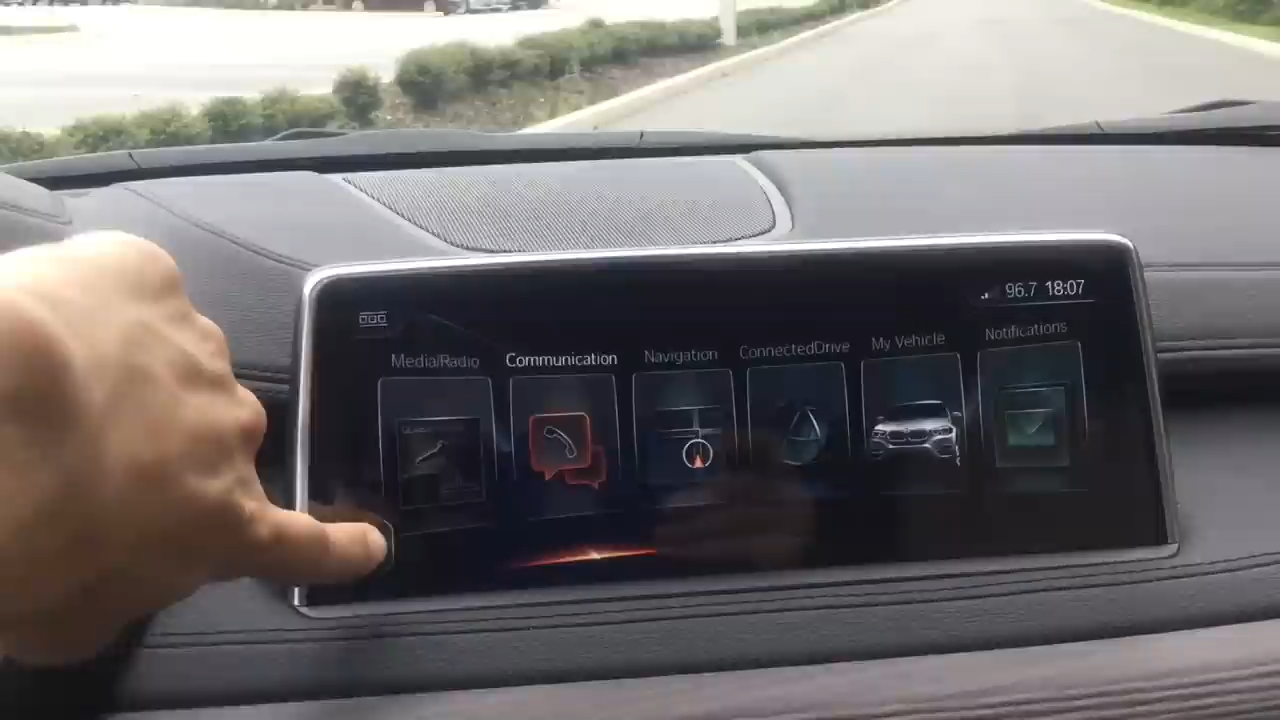 96.7 18:07
Media/Radio
Communication
Navigation
ConnectedDrive
My Vehicle
Notifications